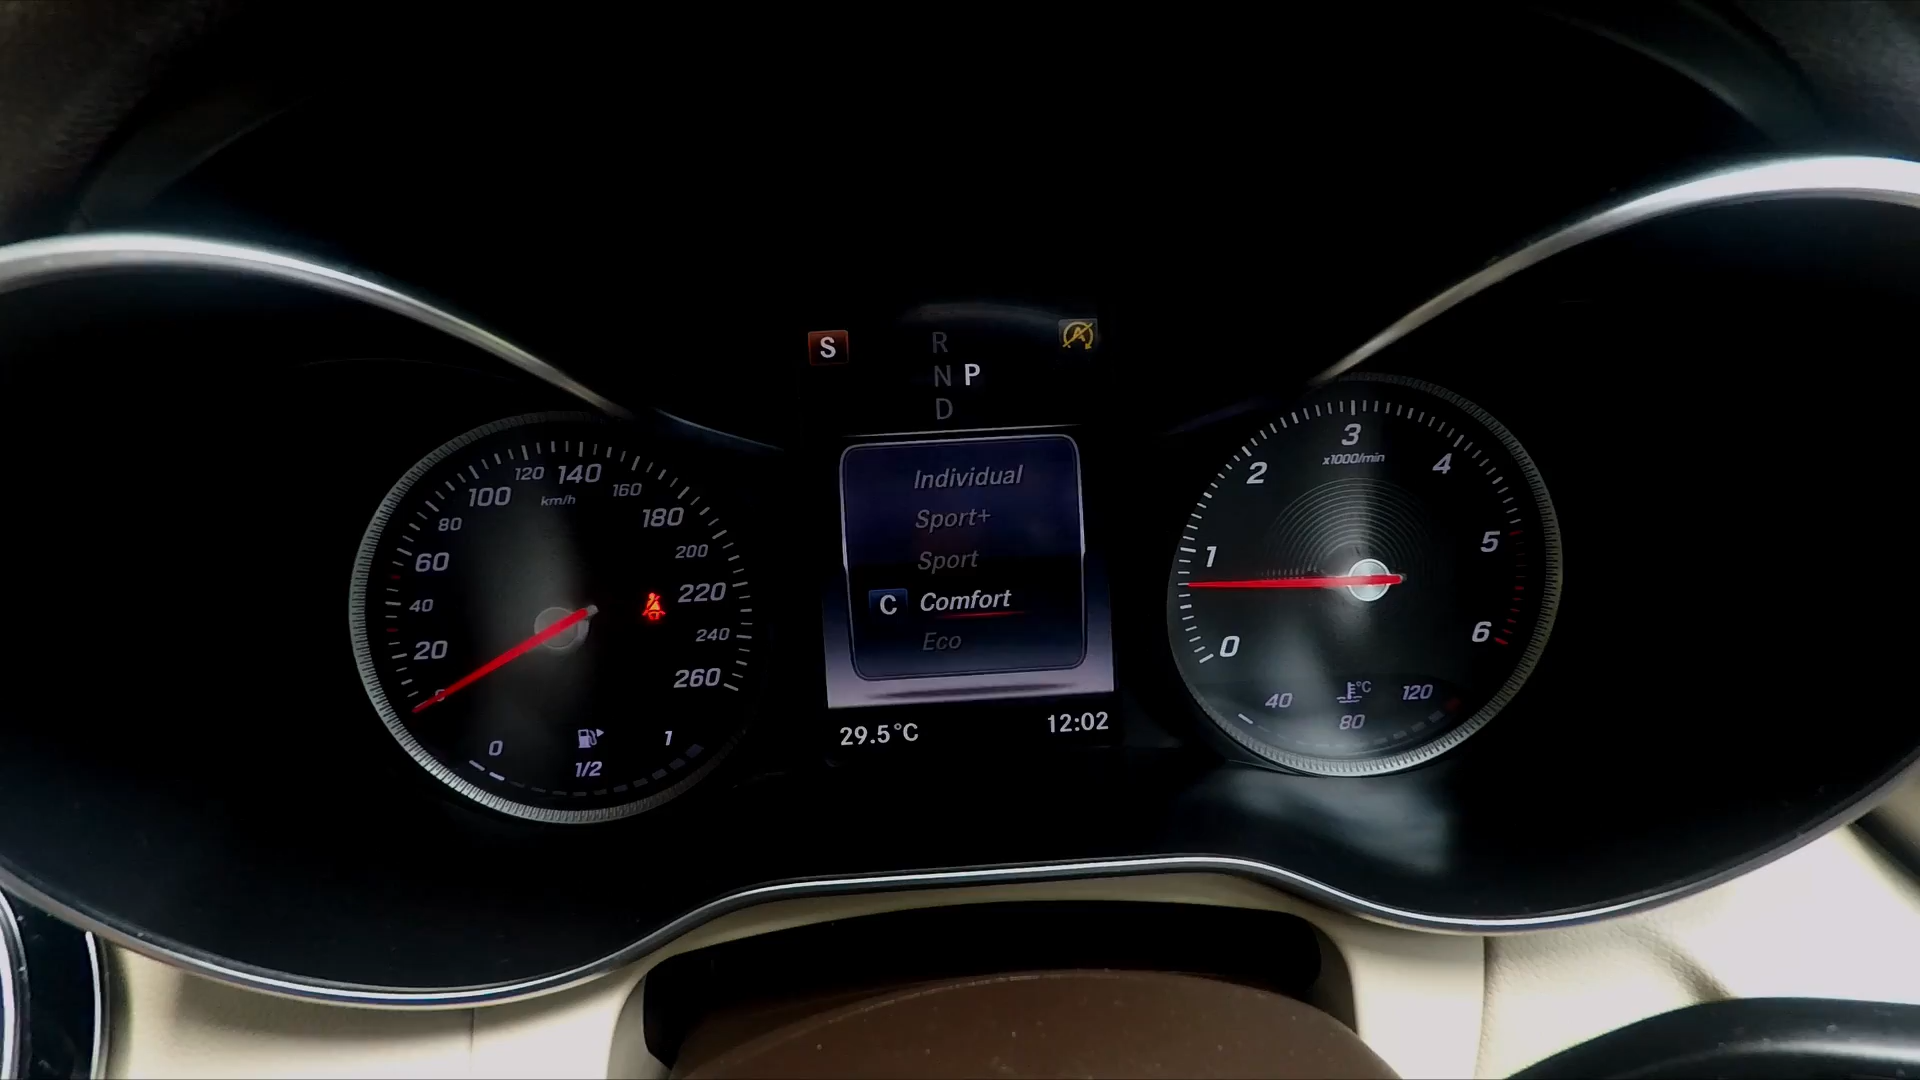 S
R
N P
D
Individual
Sport+
Sport
C Comfort
Eco
29.5°C 12:02
0
20
40
60
80
100
120
140
160
180
200
220
240
260
km/h
0 1/2 1
0
1
2
3
4
5
6
x1000/min
40 80 120
°C
A